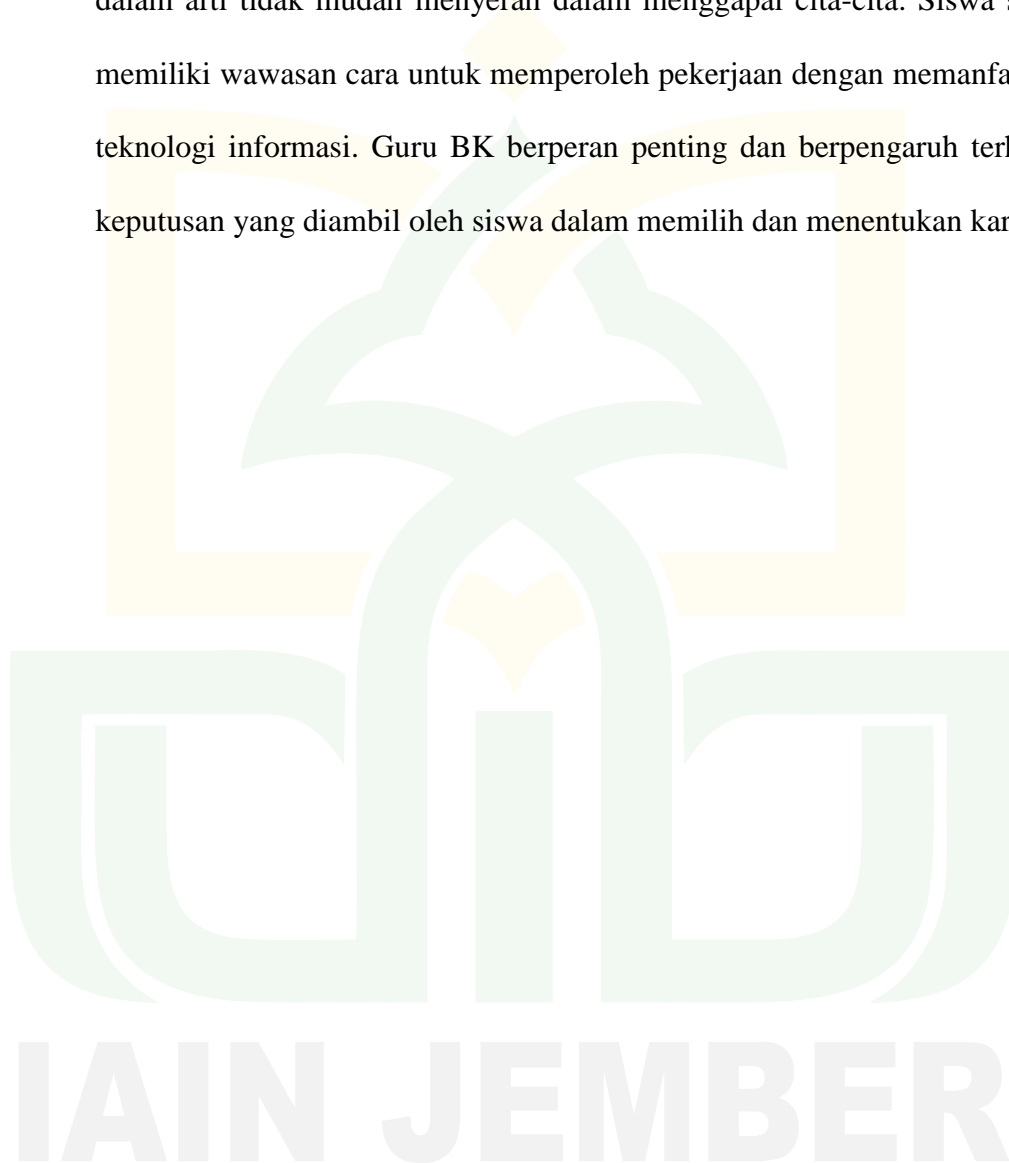 dalam arti tidak mudah menyerah dalam menggapai cita-cita. Siswa
memiliki wawasan cara untuk memperoleh pekerjaan dengan
teknologi informasi. Guru BK berperan penting dan berpengaruh
keputusan yang diambil oleh siswa dalam memilih dan menentukan
IAIN JEMBER